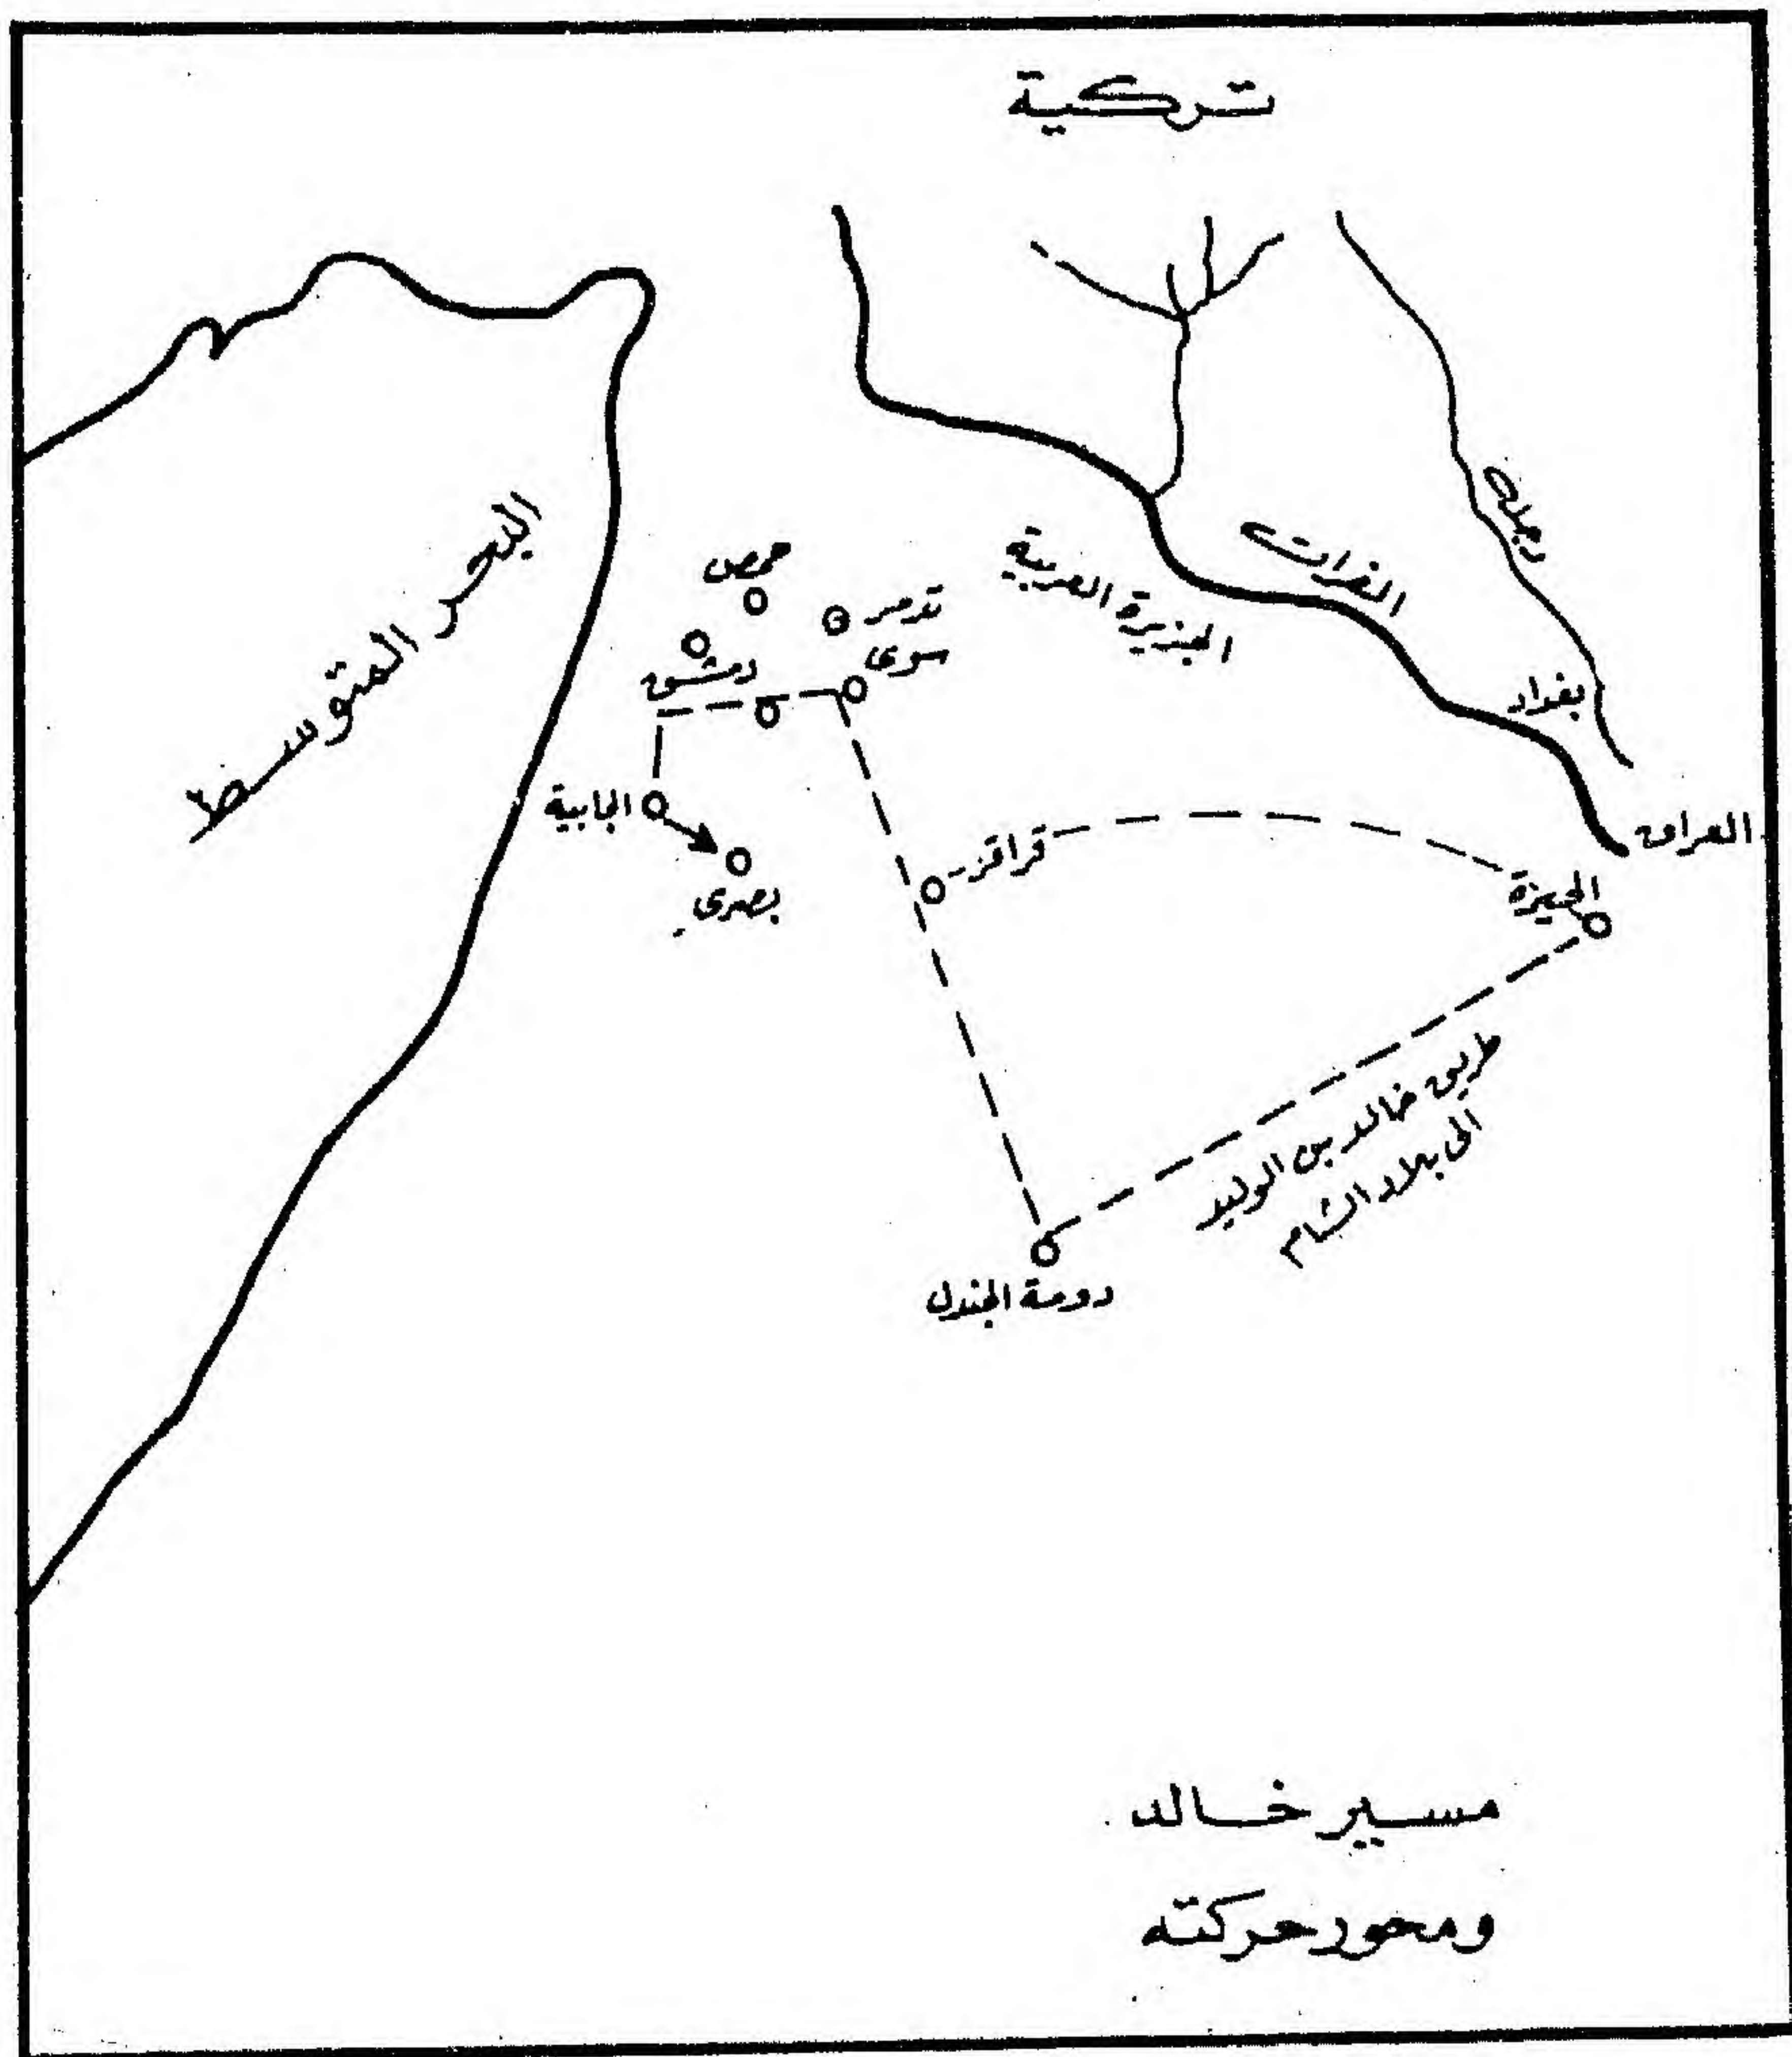 تركية
البحر المتوسط
دجلة
الفرات
الجزيرة العربية
حمص
تدمر
سوى
دمشق
بغداد
العراق
الجابية
بصرى
قراقر
الحيرة
طريق خالد بن الوليد
الى بلاد الشام
دومة الجندل
مسير خالد
ومحور حركته